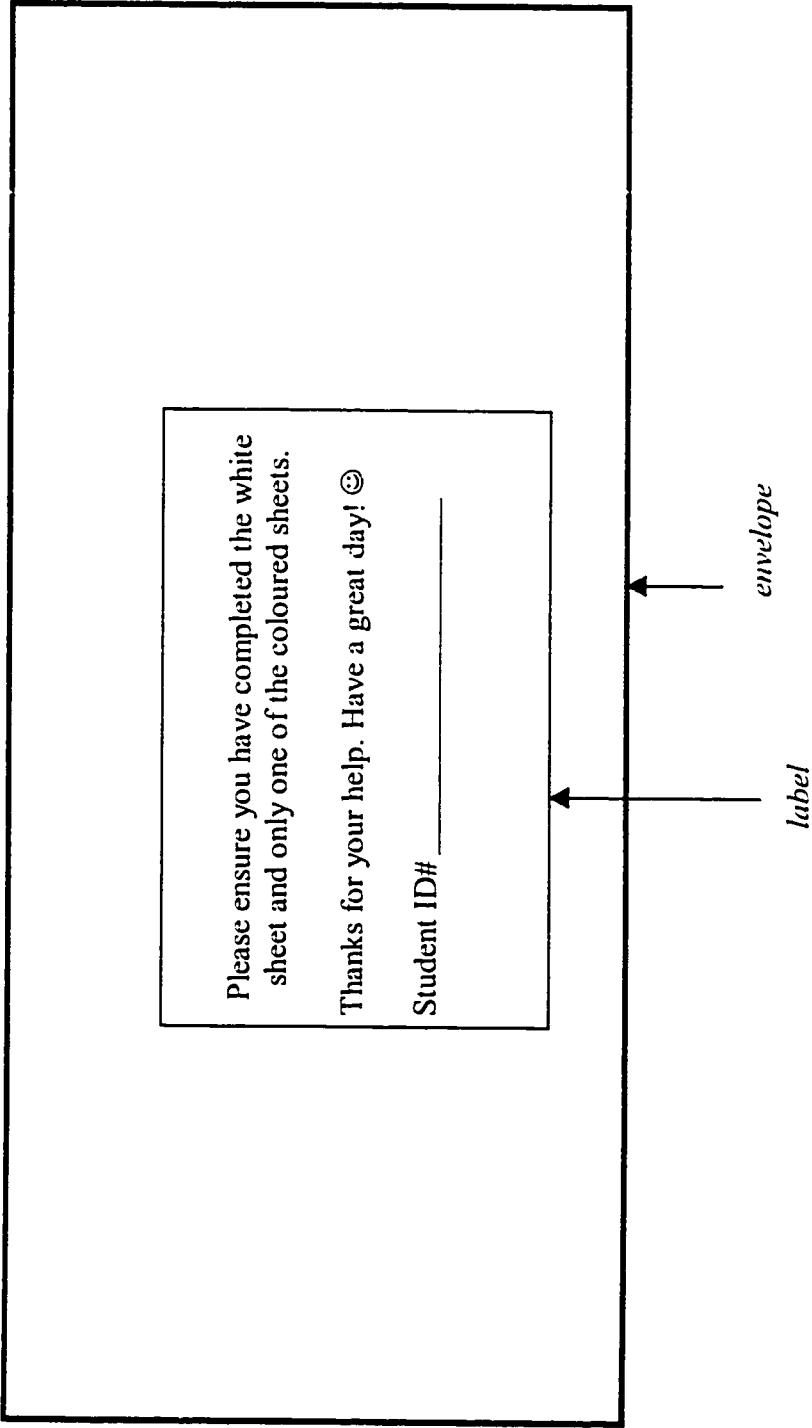 Please ensure you have completed the white
sheet and only one of the coloured sheets.
Thanks for your help. Have a great day! ☺
Student ID# ____________________
label
envelope